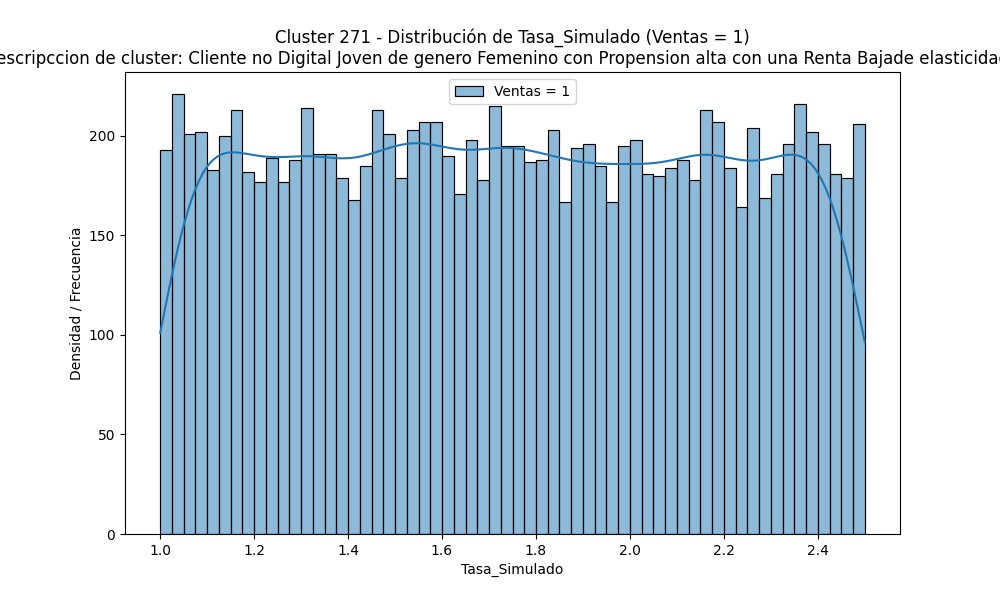 Cluster 271 - Distribución de Tasa_Simulado (Ventas = 1)
escripccion de cluster: Cliente no Digital Joven de genero Femenino con Propension alta con una Renta Bajade elasticida
Ventas = 1
Densidad / Frecuencia
200
150
100
50
0
1.0 1.2 1.4 1.6 1.8 2.0 2.2 2.4
Tasa_Simulado